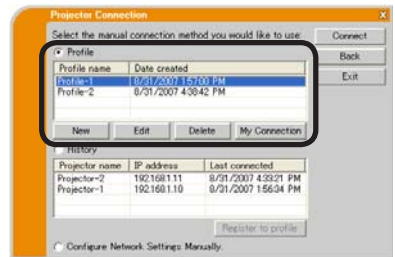 Projector Connection X
Select the manual connection method you would like to use: Connect
Profile Back
Profile name Date created Exit
Profile-1 8/31/2007 1:57:00 PM
Profile-2 8/31/2007 4:38:42 PM
New Edit Delete My Connection
History
Projector name IP address Last connected
Projector-2 192.168.1.11 8/31/2007 4:33:21 PM
Projector-1 192.168.1.10 8/31/2007 1:56:34 PM
Register to profile
Configure Network Settings Manually.